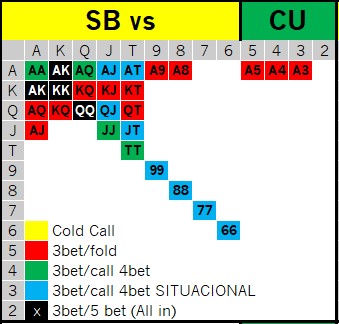 SB vs CU
A K Q J T 9 8 7 6 5 4 3 2
A AA AK AQ AJ AT A9 A8 A5 A4 A3
K AK KK KQ KJ KT
Q AQ KQ QQ QJ QT
J AJ JJ JT
T TT
9 99
8 88
7 77
6 Cold Call 66
5 3bet/fold
4 3bet/call 4bet
3 3bet/call 4bet SITUACIONAL
2 x 3bet/5 bet (All in)